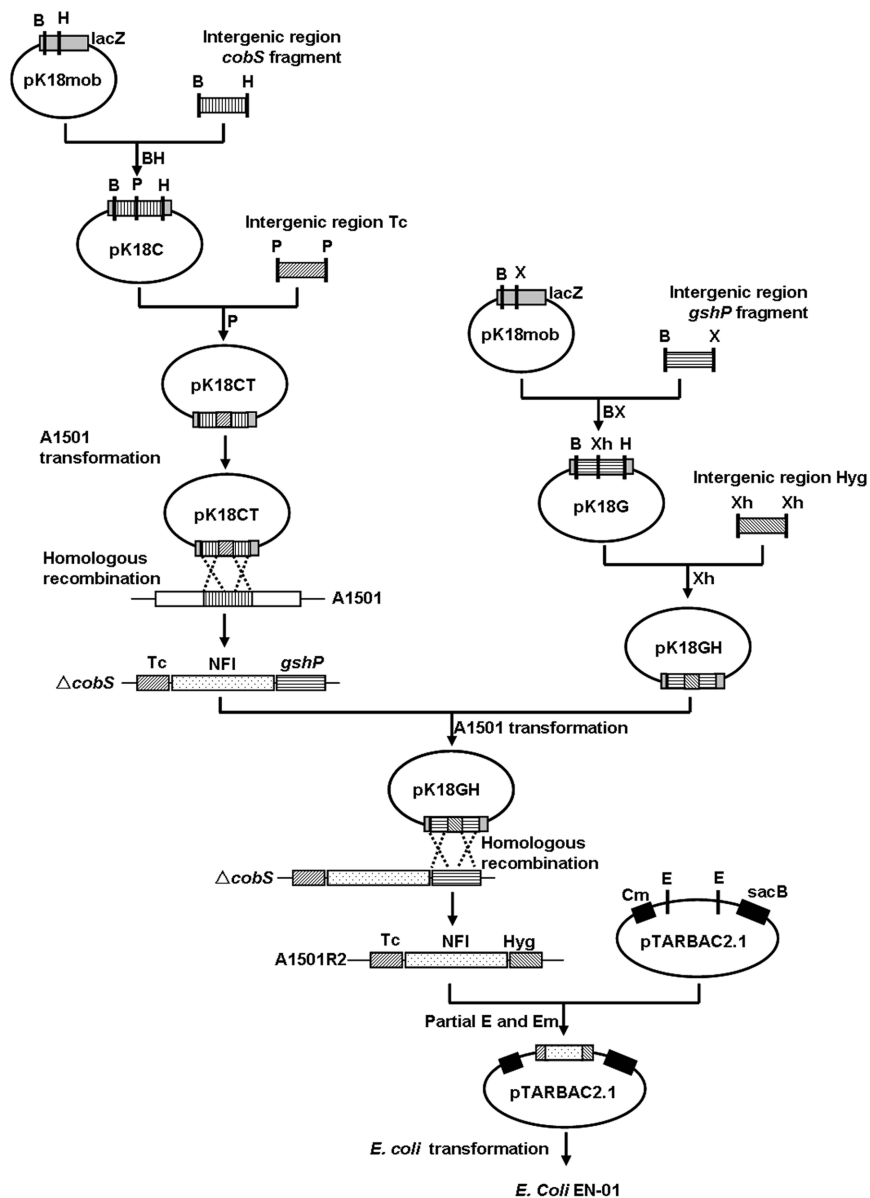 B H
lacZ
pK18mob
Intergenic region
cobS fragment
B H
BH
B P H
pK18C
Intergenic region Tc
P P
P
pK18CT
A1501
transformation
pK18CT
Homologous
recombination
A1501
Tc NFI gshP
△cobS
B X
lacZ
pK18mob
Intergenic region
gshP fragment
B X
BX
B Xh H
pK18G
Intergenic region Hyg
Xh Xh
Xh
pK18GH
A1501 transformation
pK18GH
Homologous
recombination
△cobS
Tc NFI Hyg
A1501R2
E E
Cm sacB
pTARBAC2.1
Partial E and Em
pTARBAC2.1
E. coli transformation
E. Coli EN-01